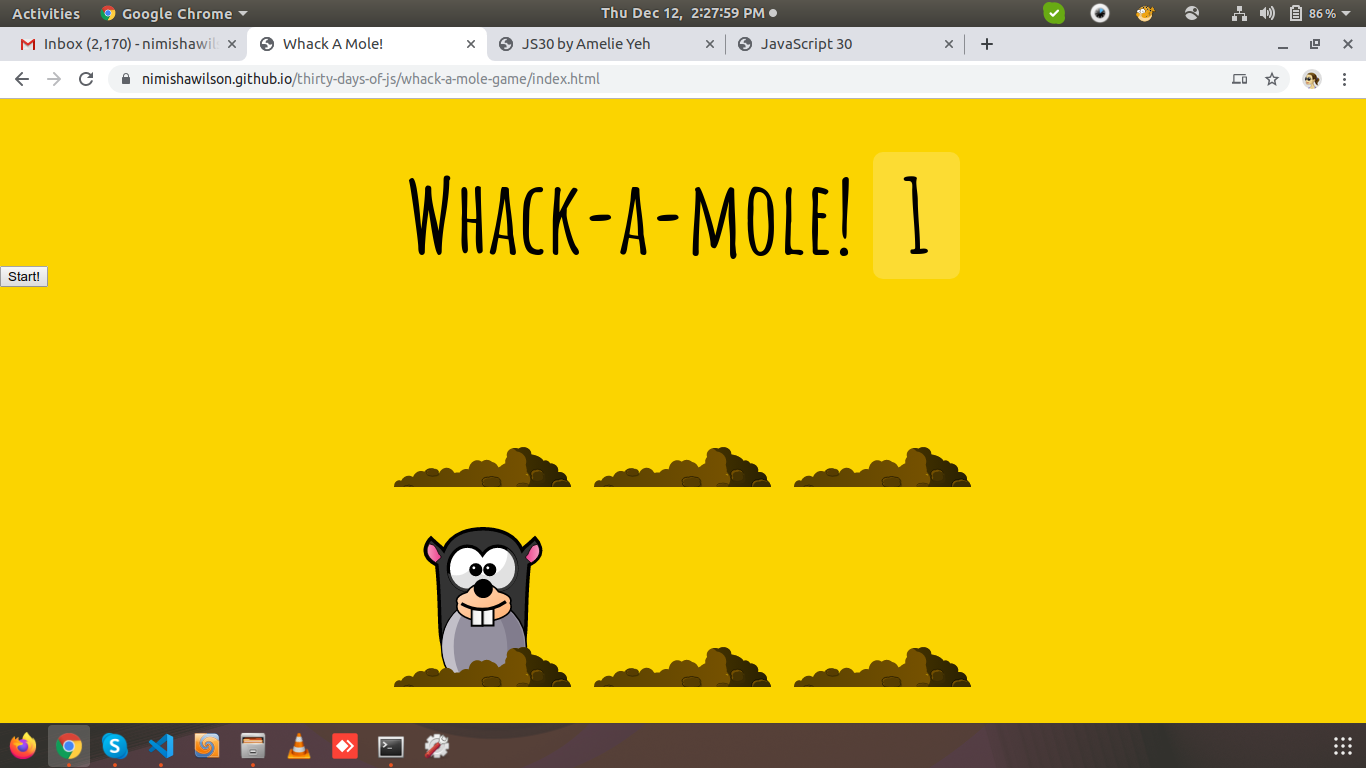 Activities Google Chrome Thu Dec 12, 2:27:59 PM 86%
Inbox (2,170) - nimishawils Whack A Mole! JS30 by Amelie Yeh JavaScript 30
nimishawilson.github.io/thirty-days-of-js/whack-a-mole-game/index.html
Whack-a-mole! 1
Start!